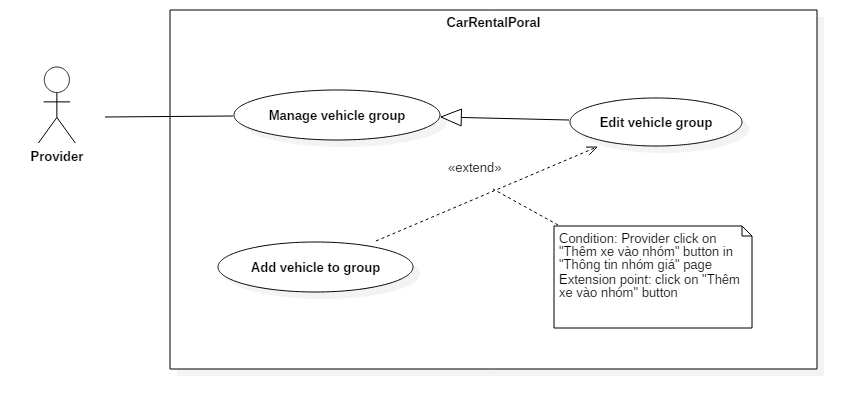 CarRentalPoral
Manage vehicle group
Edit vehicle group
Provider
«extend»
Condition: Provider click on
"Thêm xe vào nhóm" button in
"Thông tin nhóm giá" page
Extension point: click on "Thêm
xe vào nhóm" button
Add vehicle to group